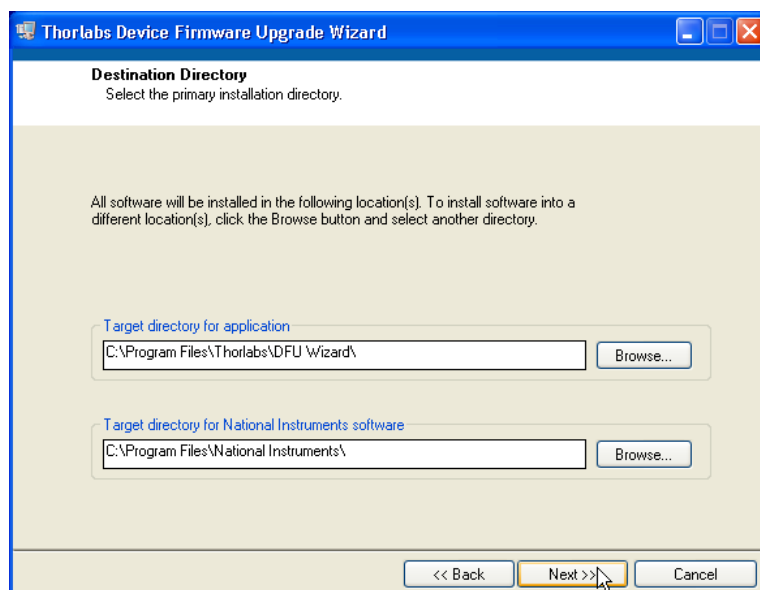 Thorlabs Device Firmware Upgrade Wizard
Destination Directory
Select the primary installation directory.
All software will be installed in the following location(s). To install software into a
different location(s), click the Browse button and select another directory.
Target directory for application
C:\Program Files\Thorlabs\DFU Wizard\
Browse...
Target directory for National Instruments software
C:\Program Files\National Instruments\
Browse...
<< Back
Next >>
Cancel